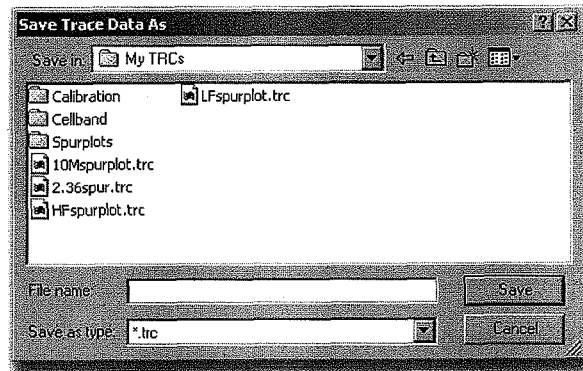 Save Trace Data As
Save in: My TRCs
Calibration
Cellband
Spurplots
10Mspurplot.trc
2.36spur.trc
HFspurplot.trc
LFspurplot.trc
File name:
Save
Save as type: *.trc
Cancel